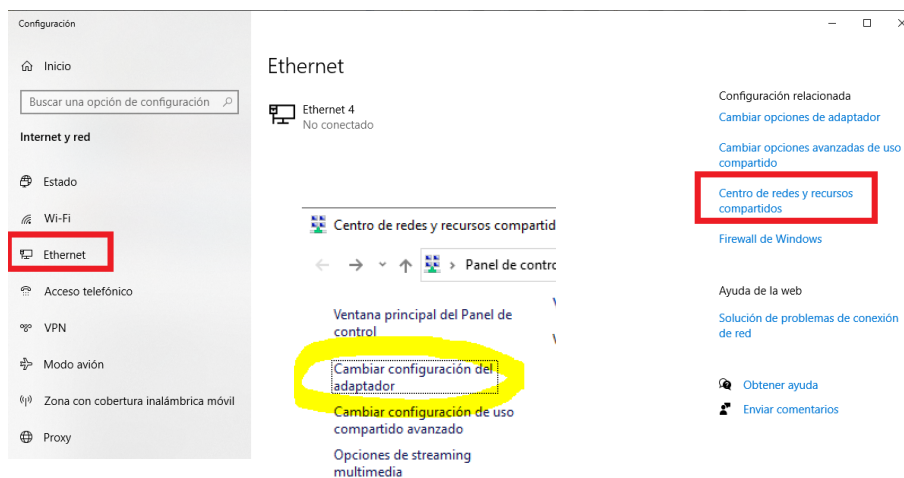 Configuración
Inicio
Buscar una opción de configuración
Internet y red
Estado
Wi-Fi
Ethernet
Acceso telefónico
VPN
Modo avión
Zona con cobertura inalámbrica móvil
Proxy
Ethernet
Ethernet 4
No conectado
Centro de redes y recursos compartid
Panel de contro
Ventana principal del Panel de
control
Cambiar configuración del
adaptador
Cambiar configuración de uso
compartido avanzado
Opciones de streaming
multimedia
Configuración relacionada
Cambiar opciones de adaptador
Cambiar opciones avanzadas de uso
compartido
Centro de redes y recursos
compartidos
Firewall de Windows
Ayuda de la web
Solución de problemas de conexión
de red
Obtener ayuda
Enviar comentarios